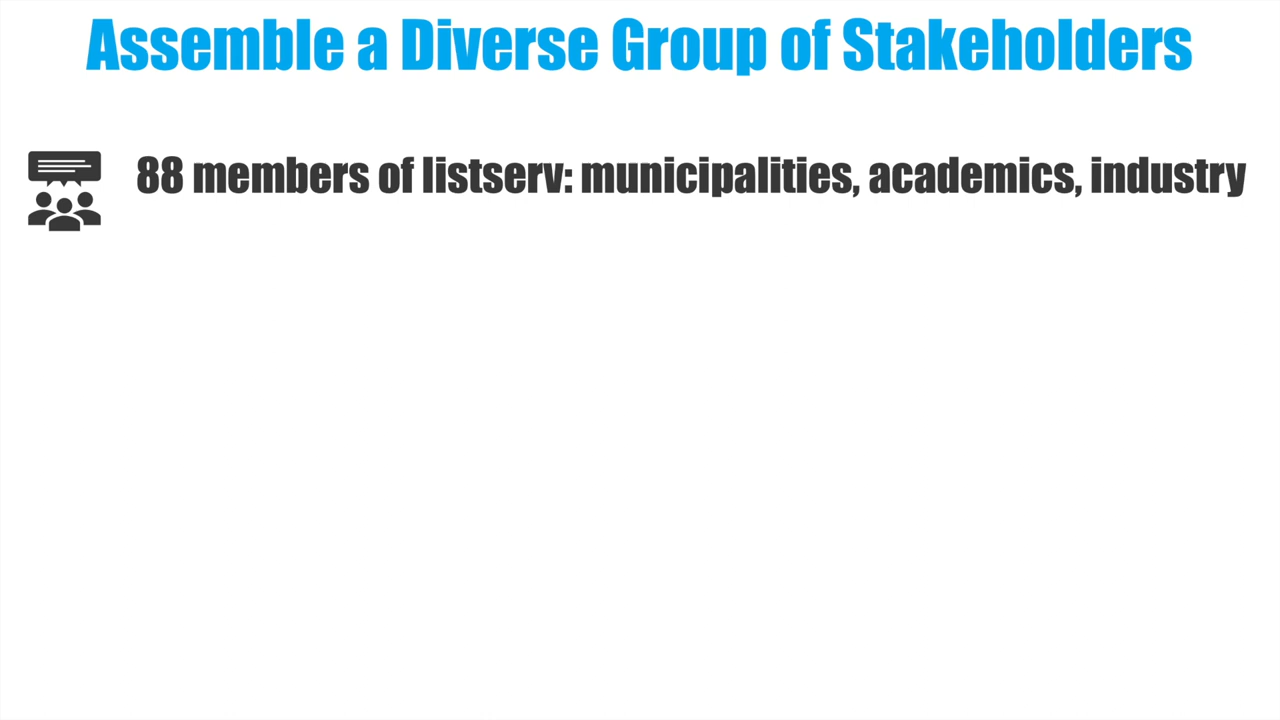 Assemble a Diverse Group of Stakeholders
88 members of listserv: municipalities, academics, industry